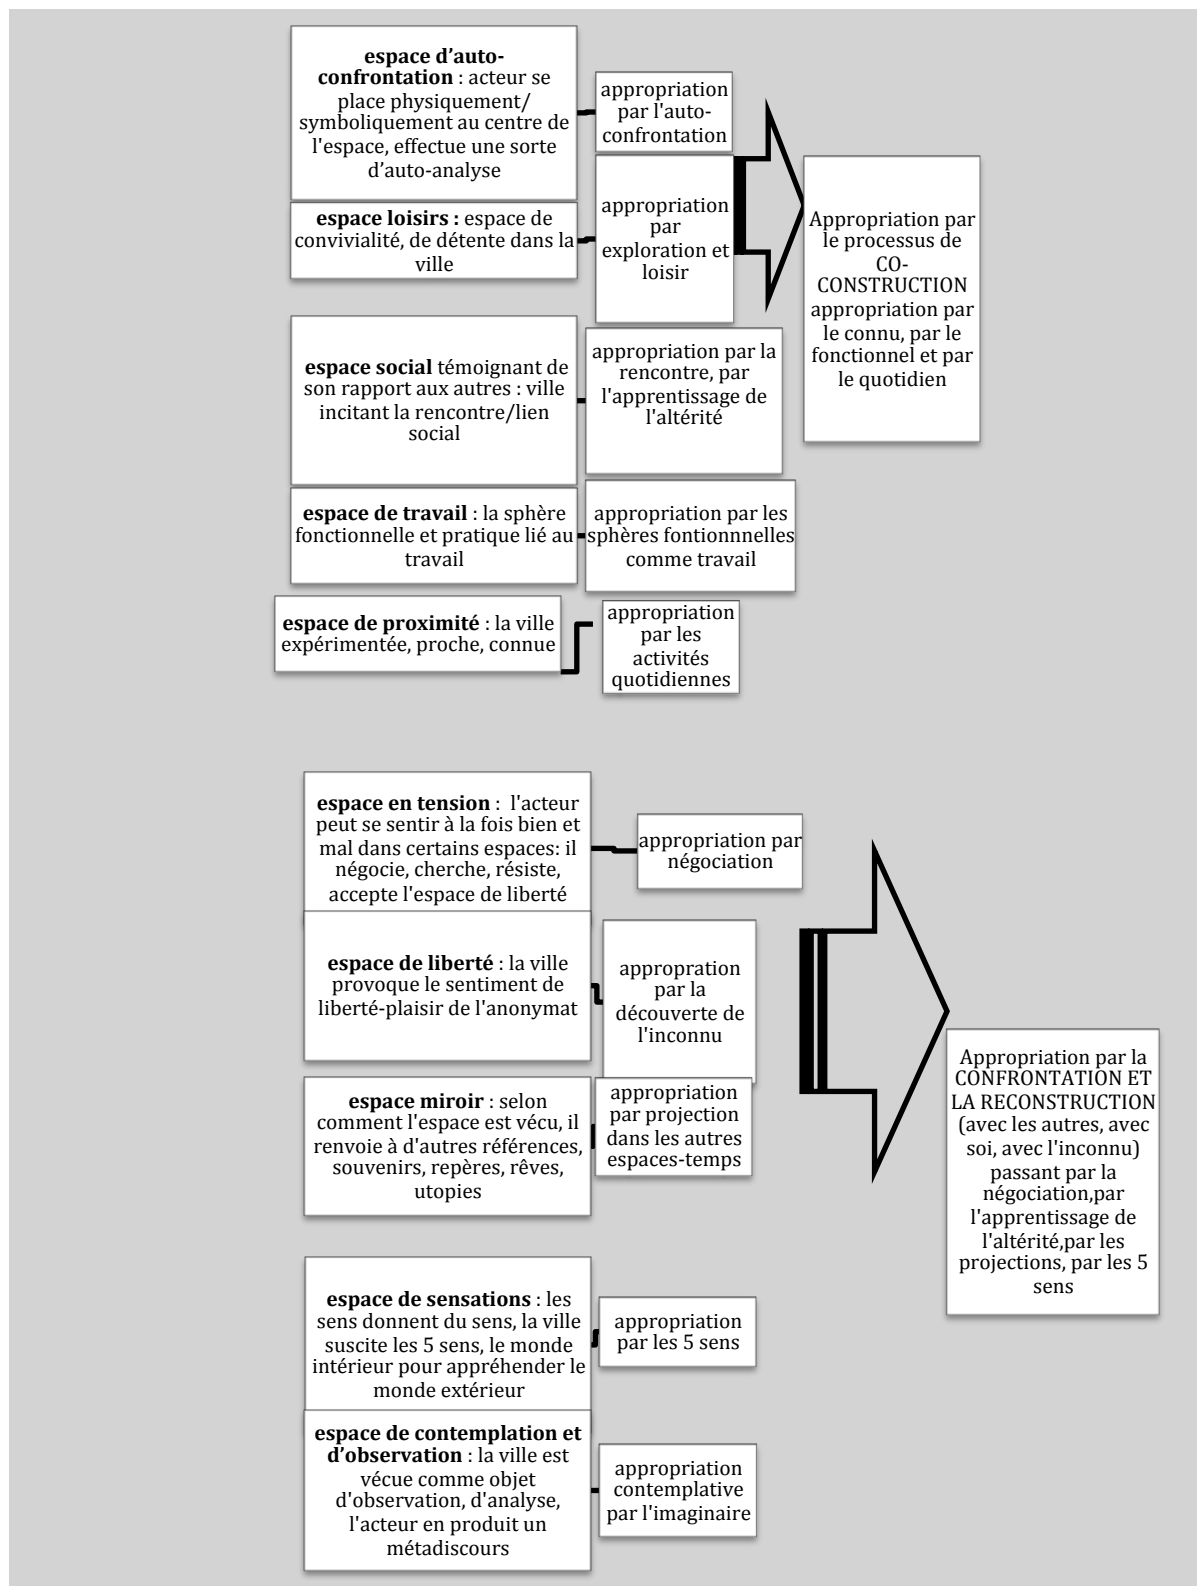 espace d’auto-
confrontation : acteur se
place physiquement/
symboliquement au centre de
l'espace, effectue une sorte
d’auto-analyse
appropriation
par l'auto-
confrontation
espace loisirs : espace de
convivialité, de détente dans la
ville
appropriation
par
exploration et
loisir
Appropriation par
le processus de
CO-
CONSTRUCTION
appropriation par
le connu, par le
fonctionnel et par
le quotidien
espace social témoignant de
son rapport aux autres : ville
incitant la rencontre/lien
social
appropriation par la
rencontre, par
l'apprentissage de
l'altérité
espace de travail : la sphère
fonctionnelle et pratique lié au
travail
appropriation par les
sphères fontionnnelles
comme travail
espace de proximité : la ville
expérimentée, proche, connue
appropriation
par les
activités
quotidiennes
espace en tension : l'acteur
peut se sentir à la fois bien et
mal dans certains espaces: il
négocie, cherche, résiste,
accepte l'espace de liberté
appropriation par
négociation
espace de liberté : la ville
provoque le sentiment de
liberté-plaisir de l'anonymat
appropration
par la
découverte de
l'inconnu
espace miroir : selon
comment l'espace est vécu, il
renvoie à d'autres références,
souvenirs, repères, rêves,
utopies
appropriation
par projection
dans les autres
espaces-temps
Appropriation par la
CONFRONTATION ET
LA RECONSTRUCTION
(avec les autres, avec
soi, avec l'inconnu)
passant par la
négociation,par
l'apprentissage de
l'altérité,par les
projections, par les 5
sens
espace de sensations : les
sens donnent du sens, la ville
suscite les 5 sens, le monde
intérieur pour appréhender le
monde extérieur
appropriation
par les 5 sens
espace de contemplation et
d’observation : la ville est
vécue comme objet
d'observation, d'analyse,
l'acteur en produit un
métadiscours
appropriation
contemplative
par l'imaginaire